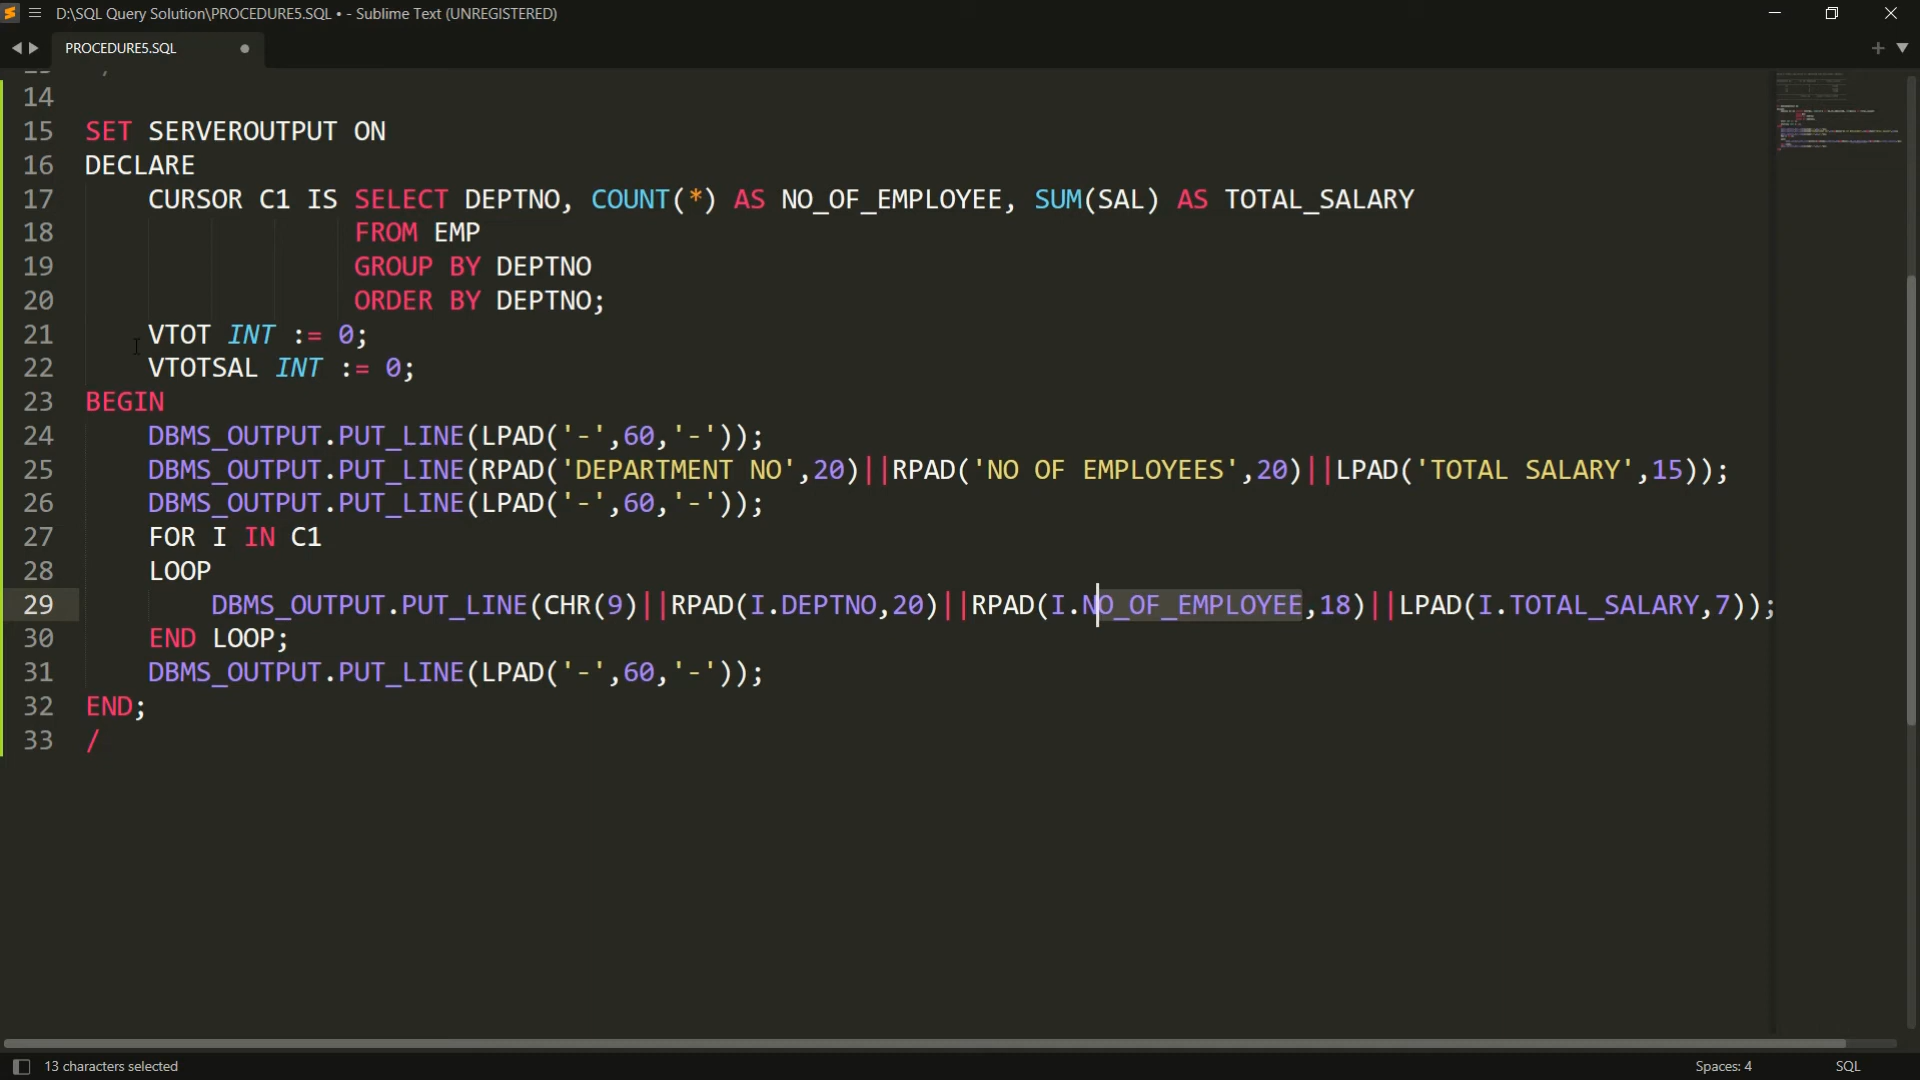 D:\SQL Query Solution\PROCEDURE5.SQL • - Sublime Text (UNREGISTERED)
PROCEDURE5.SQL
14
15 SET SERVEROUTPUT ON
16 DECLARE
17 CURSOR C1 IS SELECT DEPTNO, COUNT(*) AS NO_OF_EMPLOYEE, SUM(SAL) AS TOTAL_SALARY
18 FROM EMP
19 GROUP BY DEPTNO
20 ORDER BY DEPTNO;
21 VTOT INT := 0;
22 VTOTSAL INT := 0;
23 BEGIN
24 DBMS_OUTPUT.PUT_LINE(LPAD('-',60,'-'));
25 DBMS_OUTPUT.PUT_LINE(RPAD('DEPARTMENT NO',20)||RPAD('NO OF EMPLOYEES',20)||LPAD('TOTAL SALARY',15));
26 DBMS_OUTPUT.PUT_LINE(LPAD('-',60,'-'));
27 FOR I IN C1
28 LOOP
29 DBMS_OUTPUT.PUT_LINE(CHR(9)||RPAD(I.DEPTNO,20)||RPAD(I.NO_OF_EMPLOYEE,18)||LPAD(I.TOTAL_SALARY,7));
30 END LOOP;
31 DBMS_OUTPUT.PUT_LINE(LPAD('-',60,'-'));
32 END;
33 /
13 characters selected
Spaces: 4
SQL